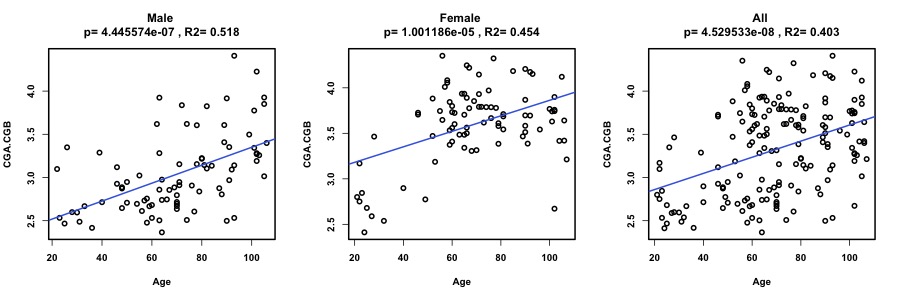 Male
p= 4.445574e-07 , R2= 0.518
CGA.CGB
4.0
3.5
3.0
2.5
20 40 60 80 100
Age
Female
p= 1.001186e-05 , R2= 0.454
CGA.CGB
4.0
3.5
3.0
2.5
20 40 60 80 100
Age
All
p= 4.529533e-08 , R2= 0.403
CGA.CGB
4.0
3.5
3.0
2.5
20 40 60 80 100
Age